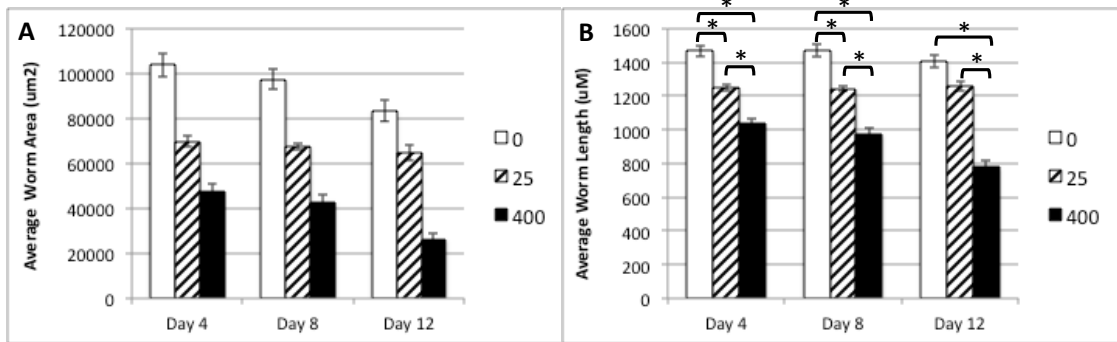 A
Average Worm Area (um2)
120000
100000
80000
60000
40000
20000
0
Day 4
Day 8
Day 12
0
25
400
B
Average Worm Length (uM)
1600
1400
1200
1000
800
600
400
200
0
* * *
* * *
* *
* *
Day 4
Day 8
Day 12
0
25
400